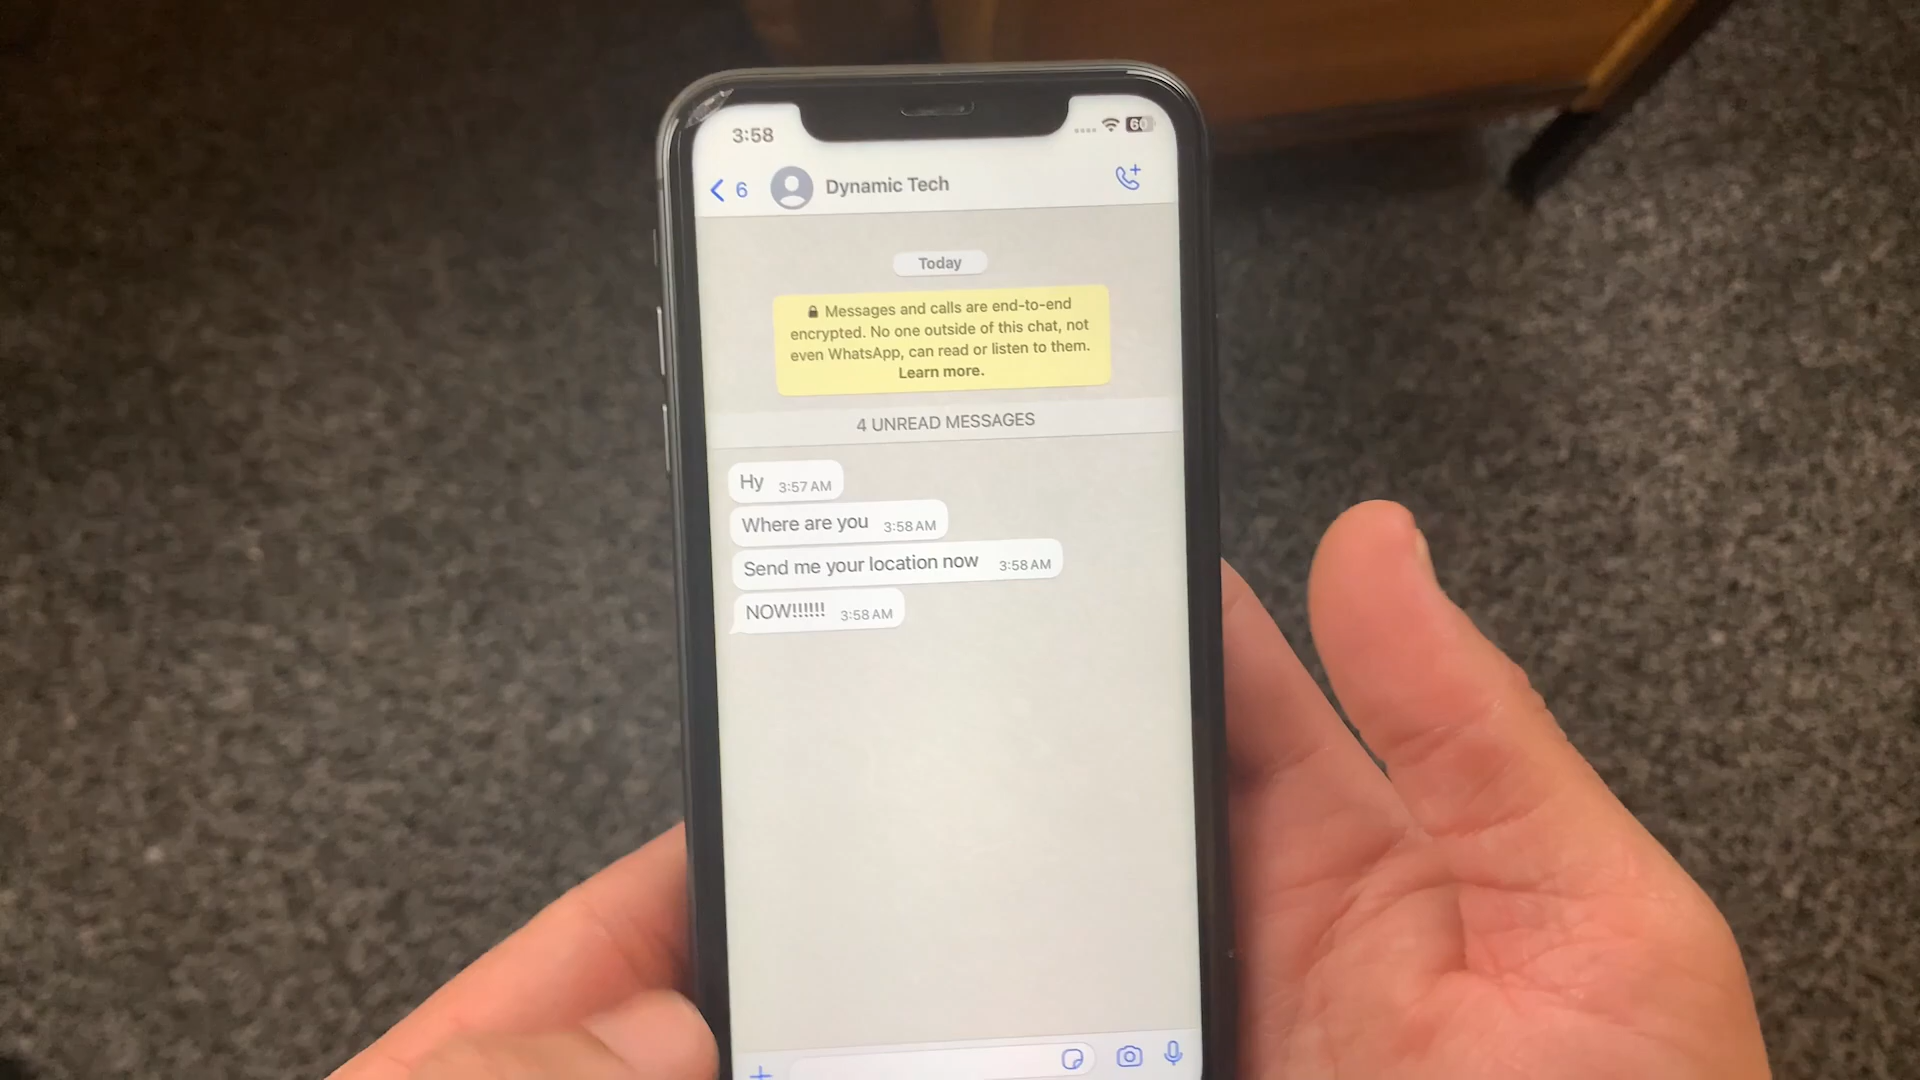 3:58
60
6
Dynamic Tech
Today
Messages and calls are end-to-end
encrypted. No one outside of this chat, not
even WhatsApp, can read or listen to them.
Learn more.
4 UNREAD MESSAGES
Hy 3:57 AM
Where are you 3:58 AM
Send me your location now 3:58 AM
NOW!!!!!! 3:58 AM